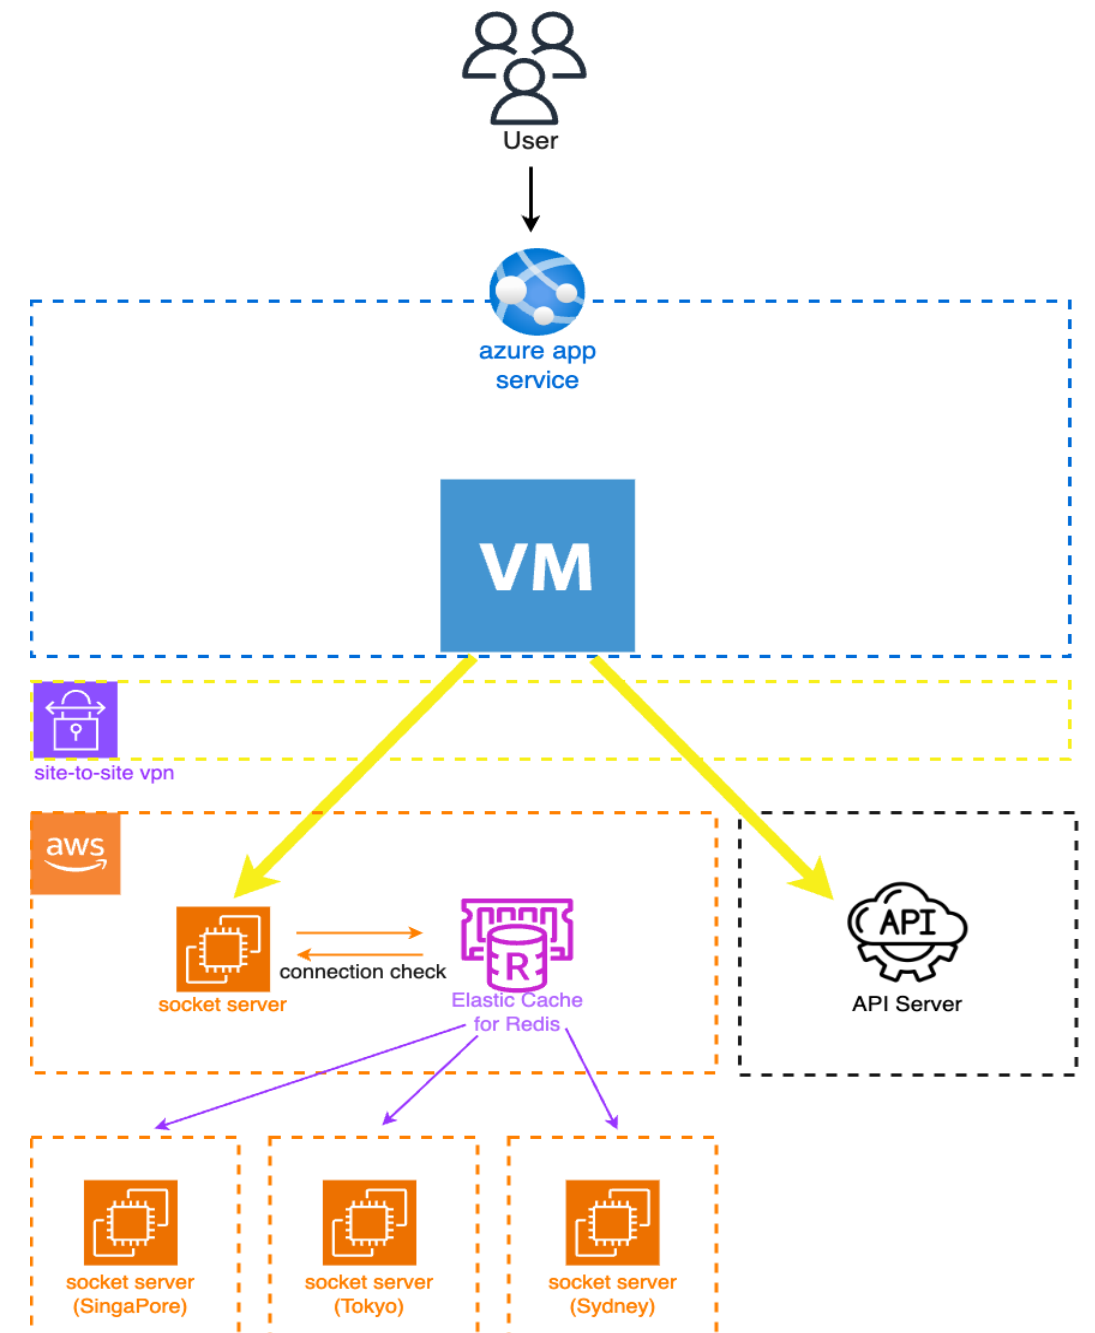 User
azure app
service
VM
site-to-site vpn
aws
API
connection check
R
socket server
Elastic Cache
for Redis
API Server
socket server
(SingaPore)
socket server
(Tokyo)
socket server
(Sydney)